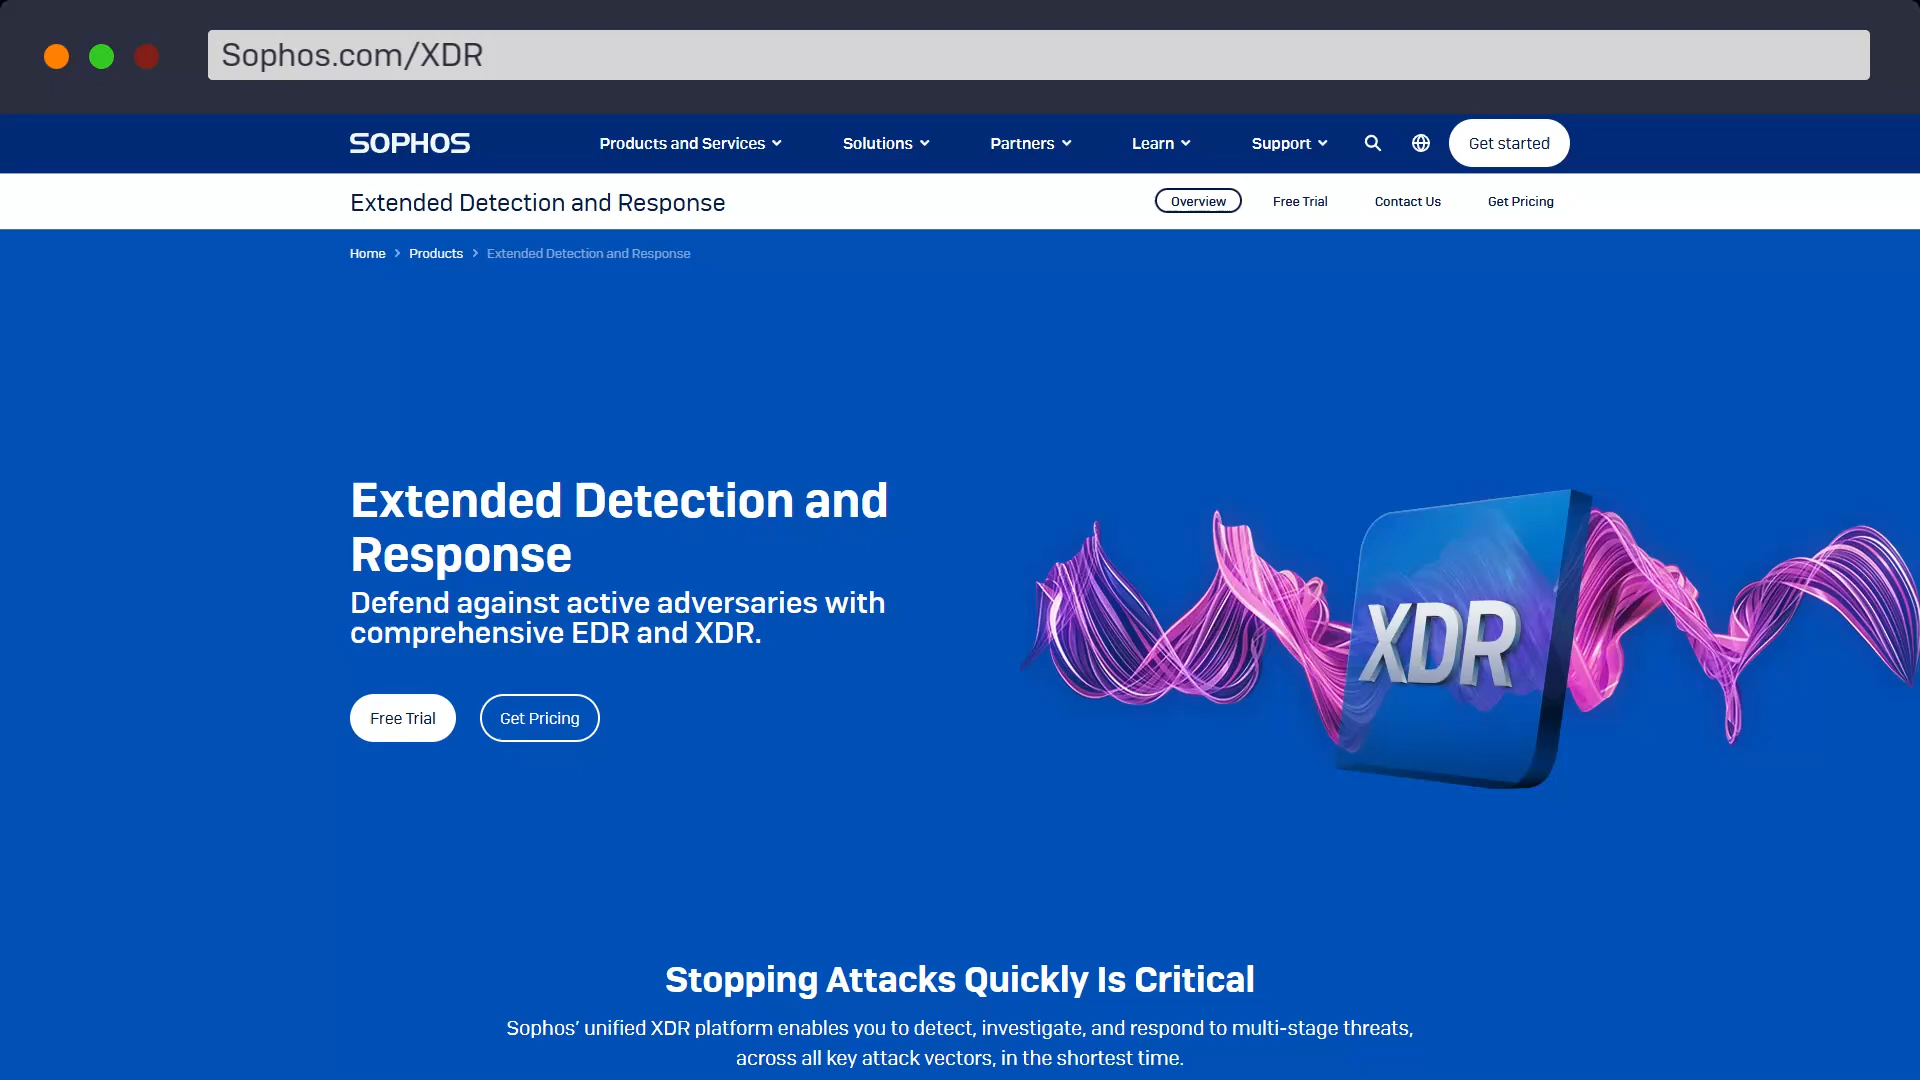 Sophos.com/XDR
SOPHOS
Products and Services
Solutions
Partners
Learn
Support
Get started
Extended Detection and Response
Overview
Free Trial
Contact Us
Get Pricing
Home
Products
Extended Detection and Response
Extended Detection and
Response
Defend against active adversaries with
comprehensive EDR and XDR.
Free Trial
Get Pricing
XDR
Stopping Attacks Quickly Is Critical
Sophos’ unified XDR platform enables you to detect, investigate, and respond to multi-stage threats,
across all key attack vectors, in the shortest time.